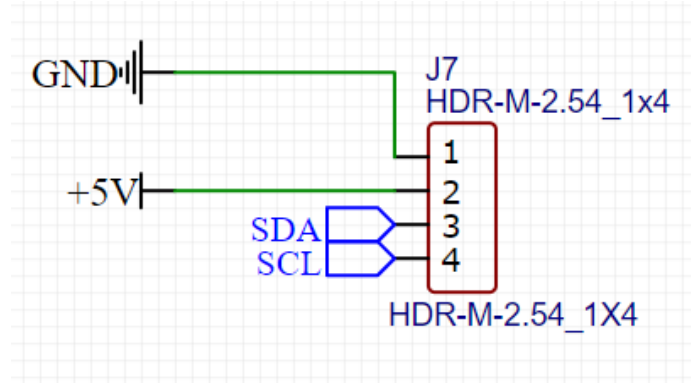 GND
J7
HDR-M-2.54_1x4
1
+5V
2
SDA
3
SCL
4
HDR-M-2.54_1X4